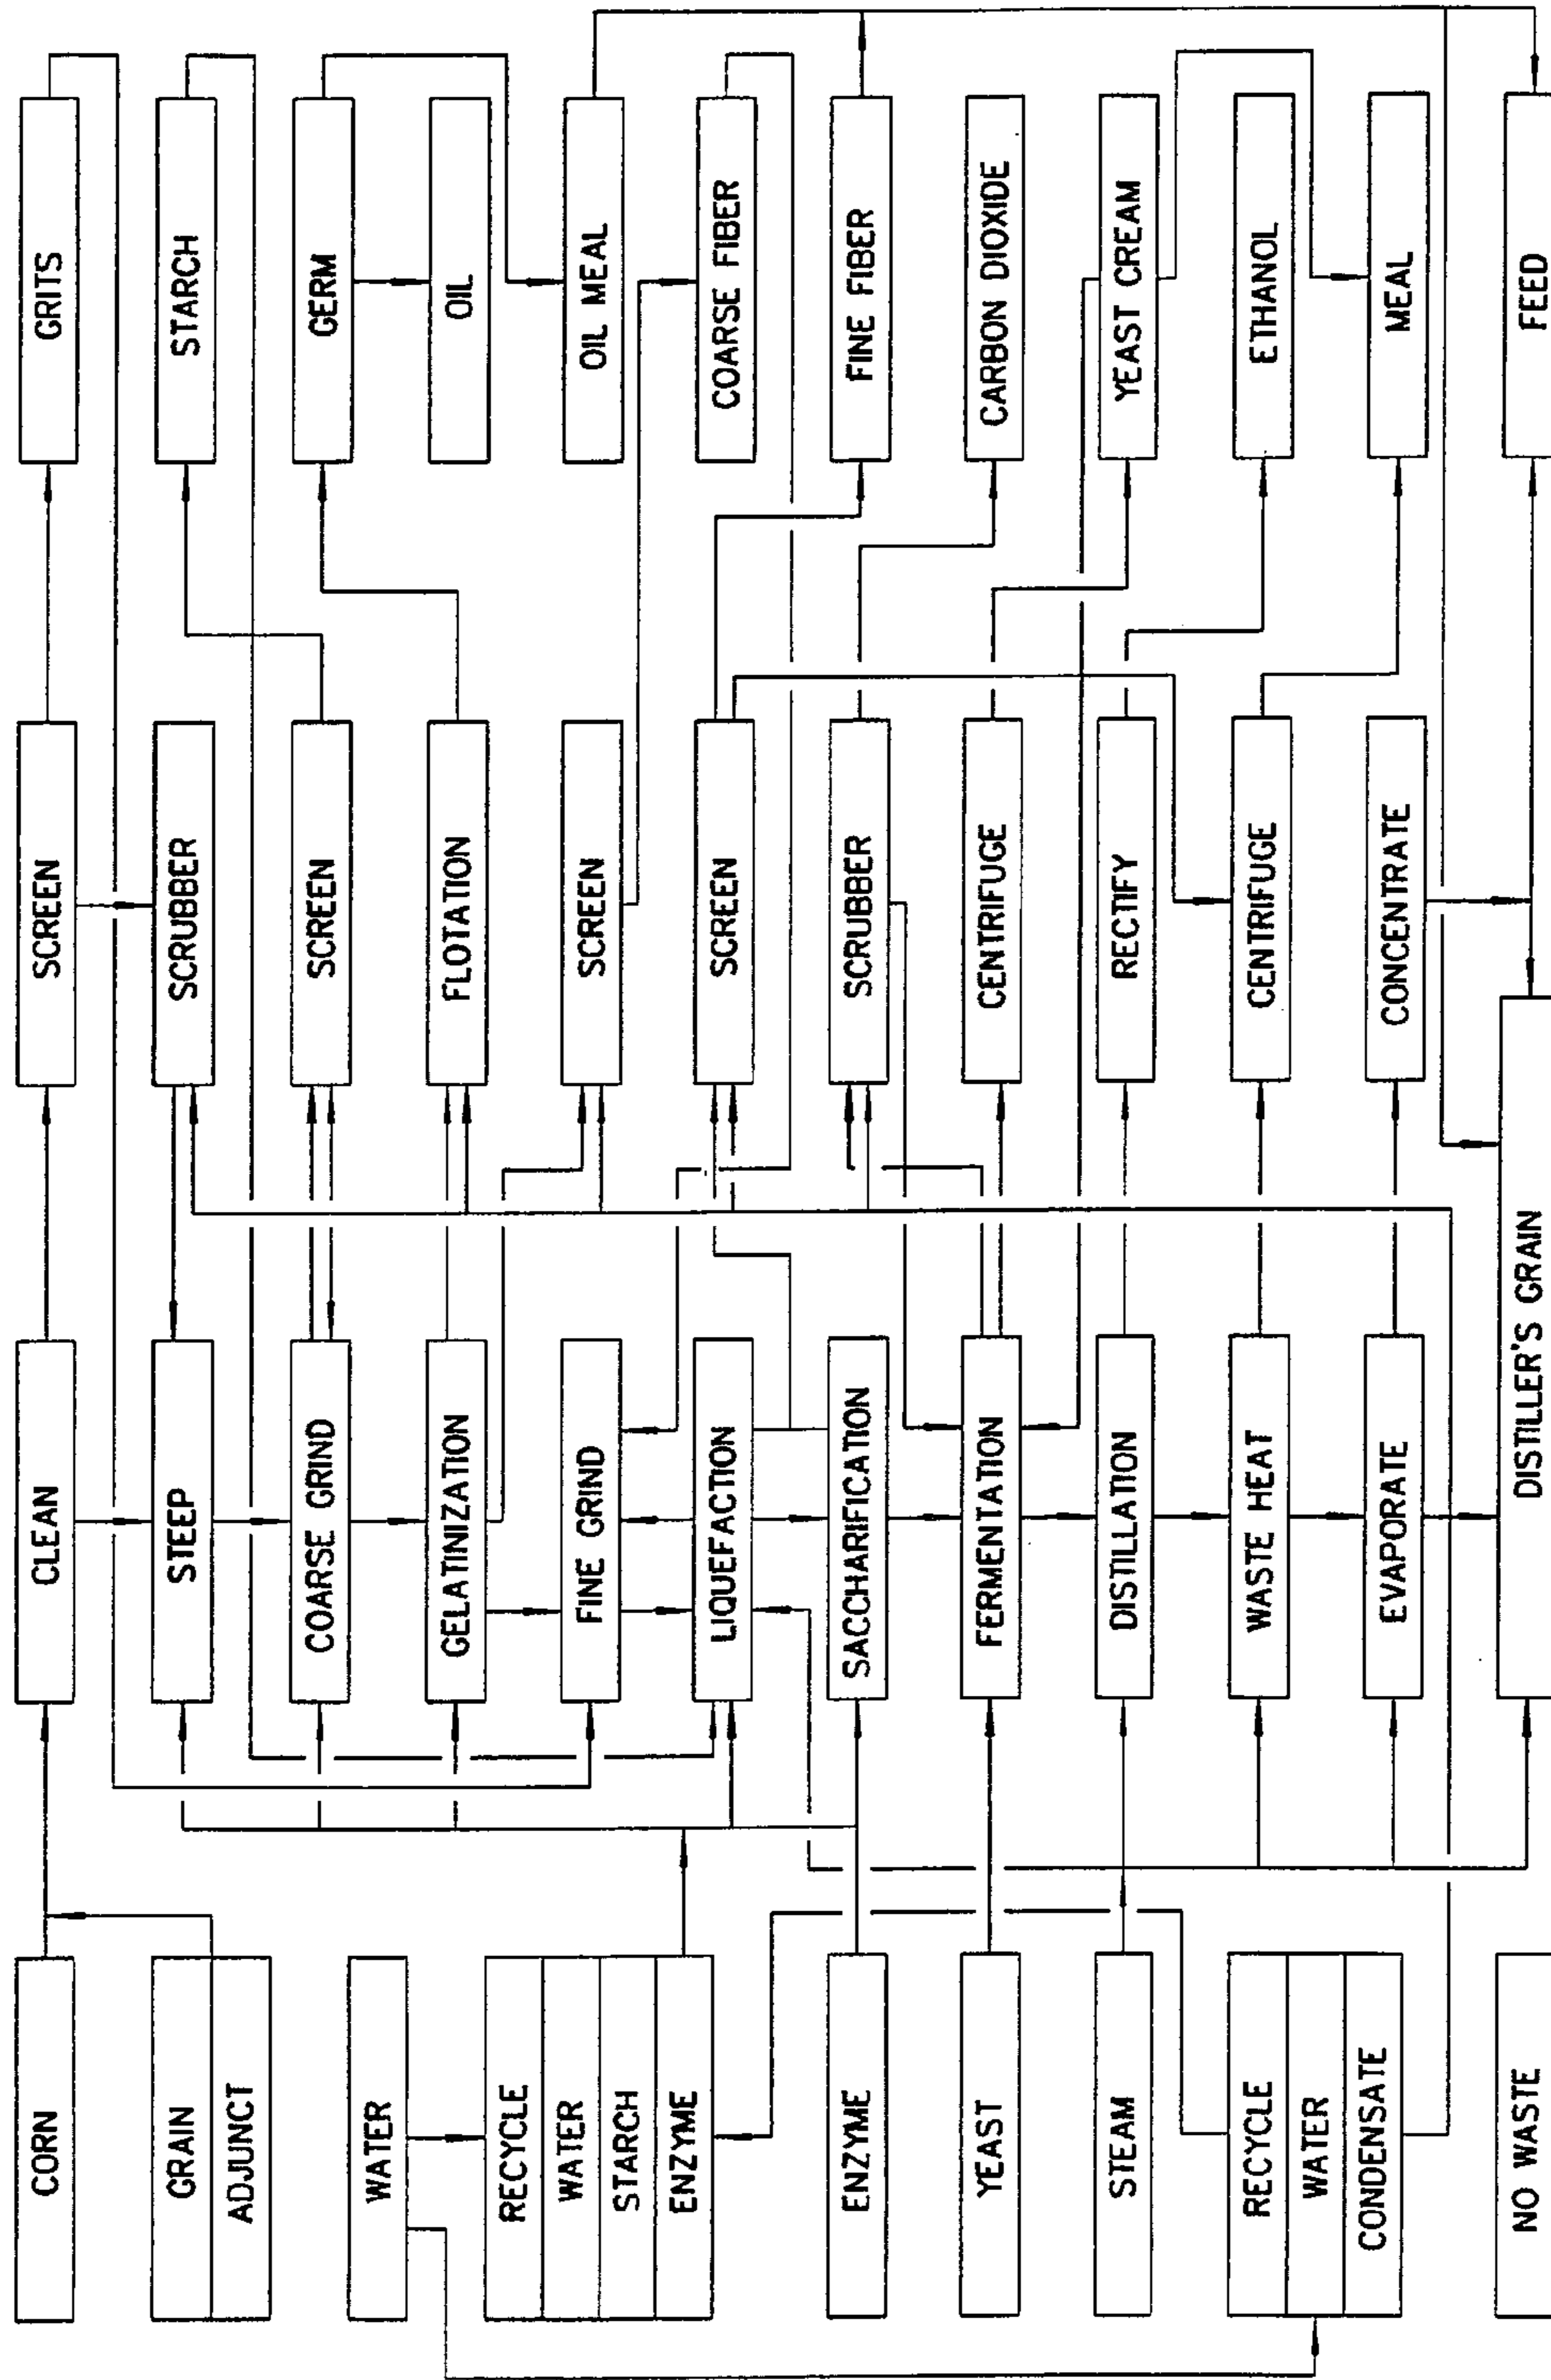 CORN
GRAIN
ADJUNCT
WATER
RECYCLE
WATER
STARCH
ENZYME
ENZYME
YEAST
STEAM
RECYCLE
WATER
CONDENSATE
NO WASTE
CLEAN
STEEP
COARSE GRIND
GELATINIZATION
FINE GRIND
LIQUEFACTION
SACCHARIFICATION
FERMENTATION
DISTILLATION
WASTE HEAT
EVAPORATE
DISTILLER'S GRAIN
SCREEN
SCRUBBER
SCREEN
FLOTATION
SCREEN
SCREEN
SCRUBBER
CENTRIFUGE
RECTIFY
CENTRIFUGE
CONCENTRATE
GRITS
STARCH
GERM
OIL
OIL MEAL
COARSE FIBER
FINE FIBER
CARBON DIOXIDE
YEAST CREAM
ETHANOL
MEAL
FEED